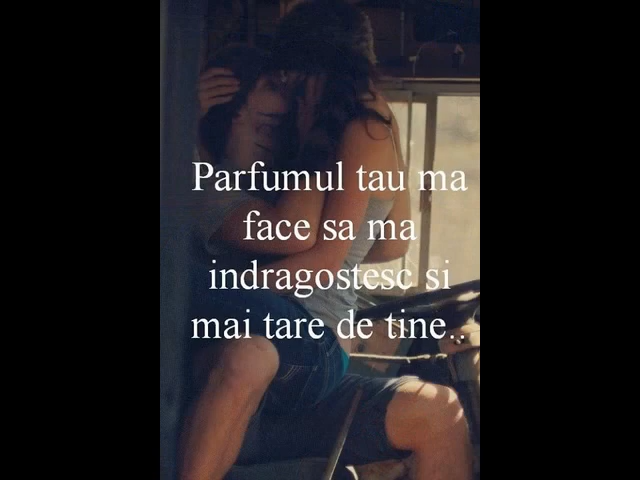 Parfumul tau ma
face sa ma
indragostesc si
mai tare de tine..